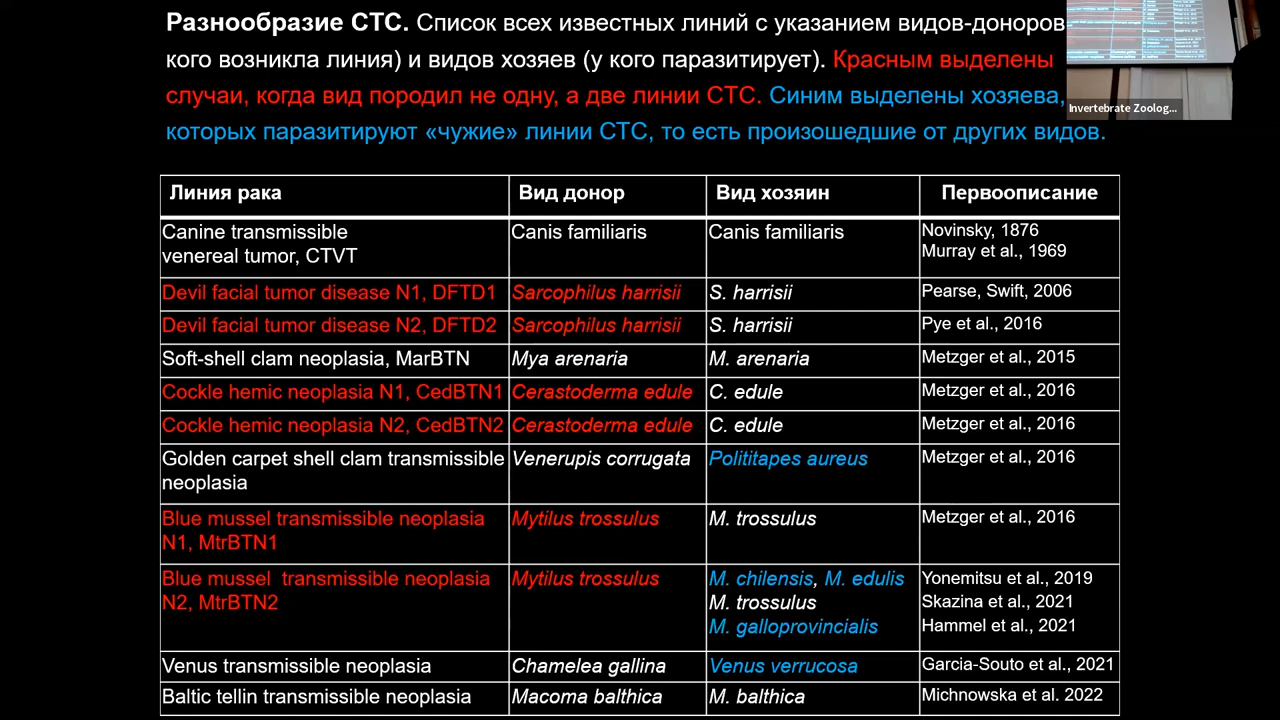 Разнообразие СТС. Список всех известных линий с указанием видов-доноров
кого возникла линия) и видов хозяев (у кого паразитирует). Красным выделены
случаи, когда вид породил не одну, а две линии СТС. Синим выделены хозяева,
которых паразитируют «чужие» линии СТС, то есть произошедшие от других видов.
Invertebrate Zoolog...
Линия рака Вид донор Вид хозяин Первоописание
Canine transmissible Canis familiaris Canis familiaris Novinsky, 1876
venereal tumor, CTVT Murray et al., 1969
Devil facial tumor disease N1, DFTD1 Sarcophilus harrisii S. harrisii Pearse, Swift, 2006
Devil facial tumor disease N2, DFTD2 Sarcophilus harrisii S. harrisii Pye et al., 2016
Soft-shell clam neoplasia, MarBTN Mya arenaria M. arenaria Metzger et al., 2015
Cockle hemic neoplasia N1, CedBTN1 Cerastoderma edule C. edule Metzger et al., 2016
Cockle hemic neoplasia N2, CedBTN2 Cerastoderma edule C. edule Metzger et al., 2016
Golden carpet shell clam transmissible Venerupis corrugata Polititapes aureus Metzger et al., 2016
neoplasia
Blue mussel transmissible neoplasia Mytilus trossulus M. trossulus Metzger et al., 2016
N1, MtrBTN1
Blue mussel transmissible neoplasia Mytilus trossulus M. chilensis, M. edulis Yonemitsu et al., 2019
N2, MtrBTN2 M. trossulus Skazina et al., 2021
M. galloprovincialis Hammel et al., 2021
Venus transmissible neoplasia Chamelea gallina Venus verrucosa Garcia-Souto et al., 2021
Baltic tellin transmissible neoplasia Macoma balthica M. balthica Michnowska et al. 2022